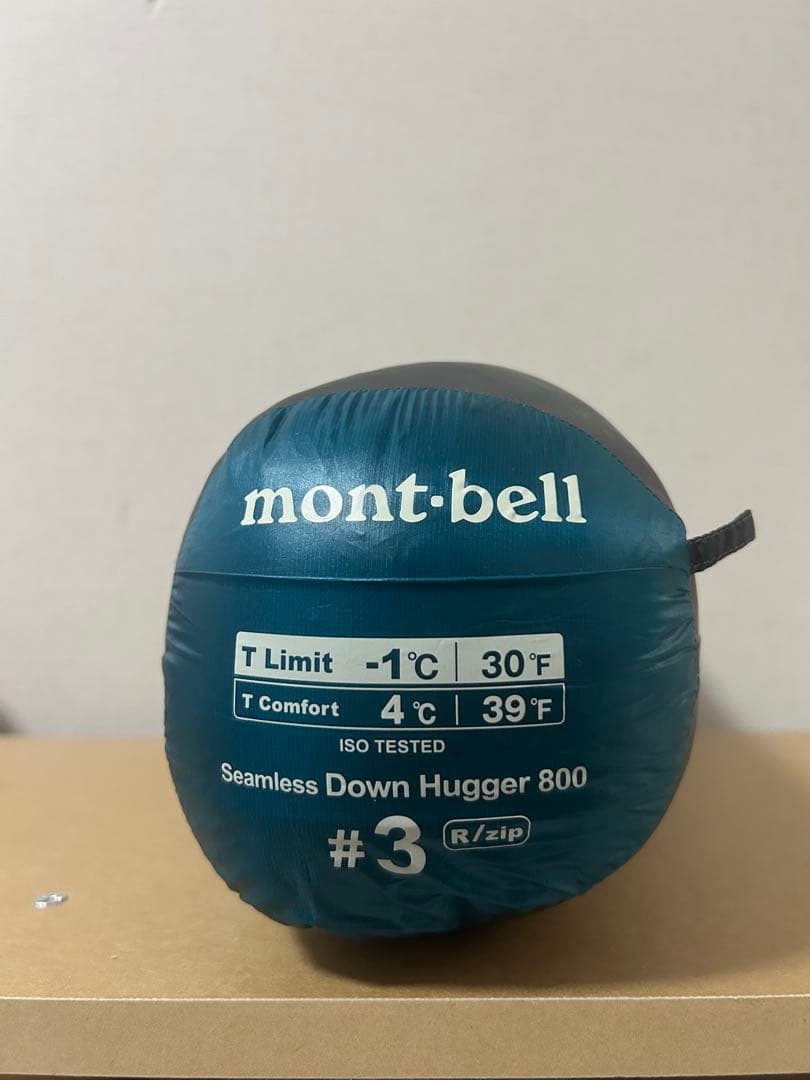 mont·bell
T Limit -1℃ | 30°F
T Comfort 4℃ | 39°F
ISO TESTED
Seamless Down Hugger 800
#3 R/zip